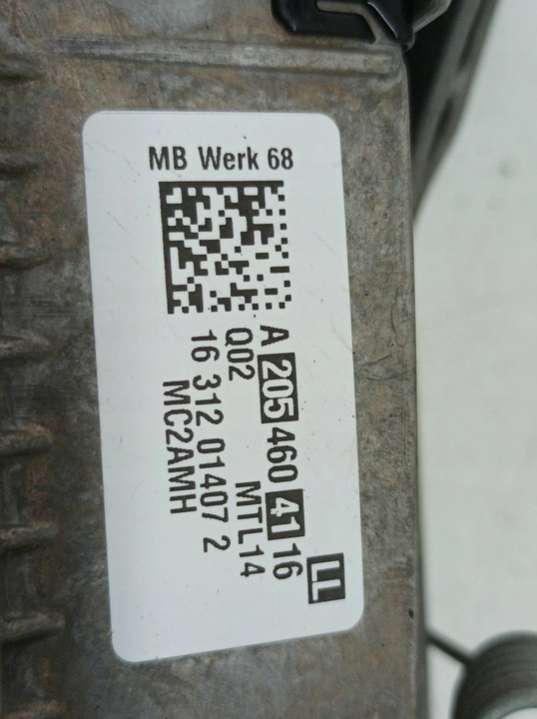 MB Werk 68
A 205 460 41 16
Q02 MTL14
16 312 01407 2
MC2AMH
LL